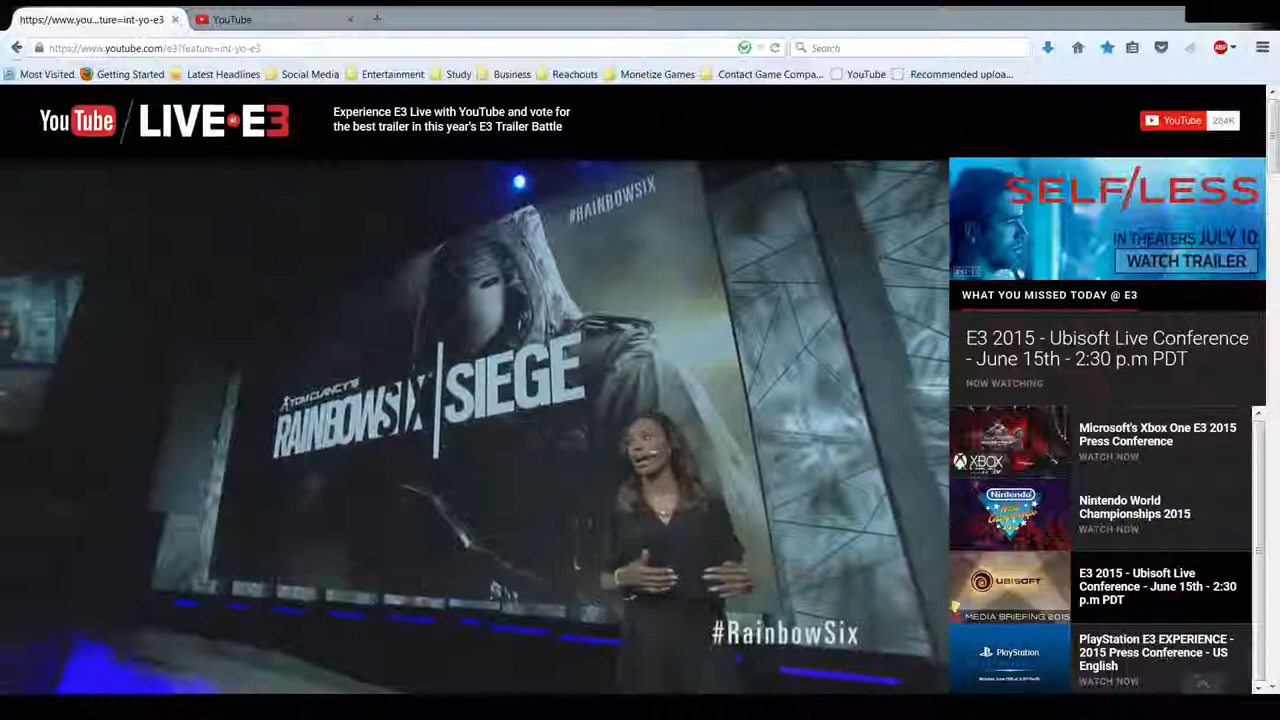 https://www.you...ture=int-yo-e3
YouTube
https://www.youtube.com/e3?feature=int-yo-e3
Search
ABP
Most Visited
Getting Started
Latest Headlines
Social Media
Entertainment
Study
Business
Reachouts
Monetize Games
Contact Game Compa...
YouTube
Recommended uploa...
YouTube / LIVE at E3
Experience E3 Live with YouTube and vote for
the best trailer in this year's E3 Trailer Battle
YouTube 284K
#RAINBOWSIX
TOM CLANCY'S
RAINBOWSIX | SIEGE
#RainbowSix
SELF/LESS
IN THEATERS JULY 10
WATCH TRAILER
WHAT YOU MISSED TODAY @ E3
E3 2015 - Ubisoft Live Conference
- June 15th - 2:30 p.m PDT
NOW WATCHING
XBOX
Microsoft's Xbox One E3 2015
Press Conference
WATCH NOW
Nintendo
World
Championships
2015
Nintendo World
Championships 2015
WATCH NOW
UBISOFT
MEDIA BRIEFING 2015
E3 2015 - Ubisoft Live
Conference - June 15th - 2:30
p.m PDT
PlayStation
PlayStation E3 EXPERIENCE -
2015 Press Conference - US
English
WATCH NOW